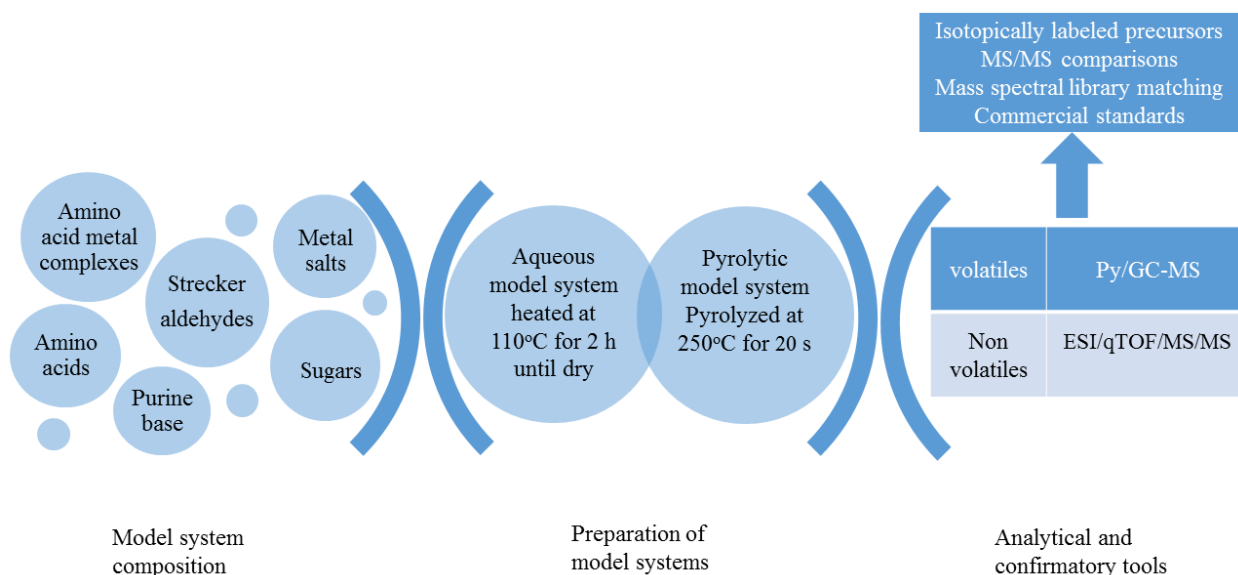 Amino
acid metal
complexes
Strecker
aldehydes
Metal
salts
Amino
acids
Purine
base
Sugars
Model system
composition
Aqueous
model system
heated at
110°C for 2 h
until dry
Pyrolytic
model system
Pyrolyzed at
250°C for 20 s
Preparation of
model systems
Isotopically labeled precursors
MS/MS comparisons
Mass spectral library matching
Commercial standards
volatiles Py/GC-MS
Non
volatiles
ESI/qTOF/MS/MS
Analytical and
confirmatory tools